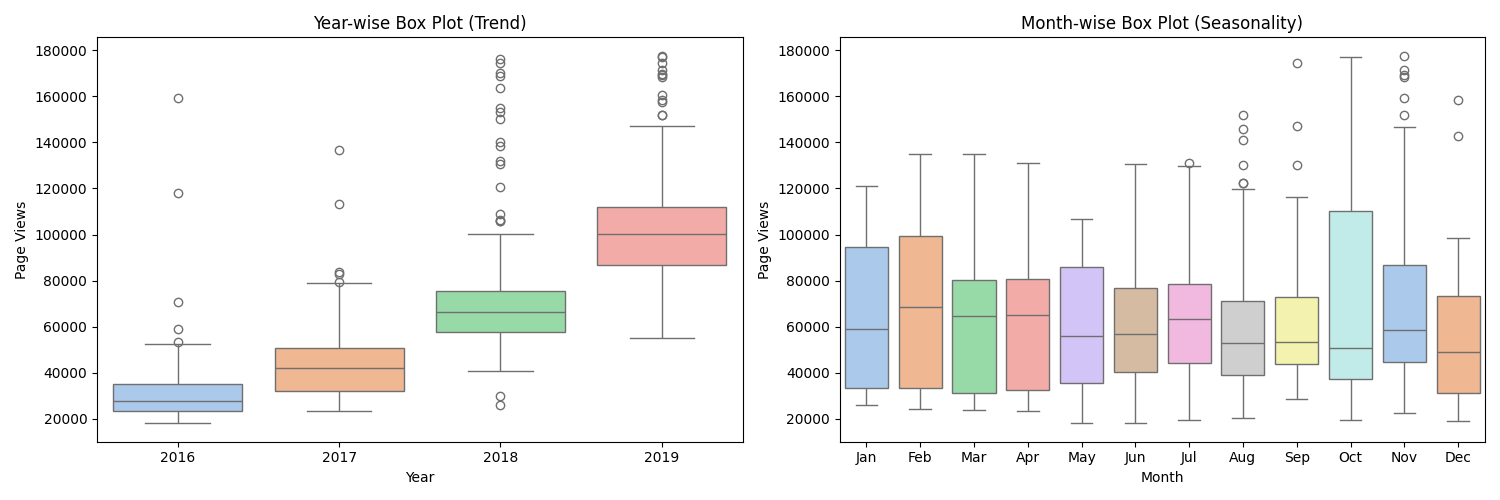 Year-wise Box Plot (Trend)
Page Views
180000
160000
140000
120000
100000
80000
60000
40000
20000
2016 2017 2018 2019
Year
Month-wise Box Plot (Seasonality)
Page Views
180000
160000
140000
120000
100000
80000
60000
40000
20000
Jan Feb Mar Apr May Jun Jul Aug Sep Oct Nov Dec
Month